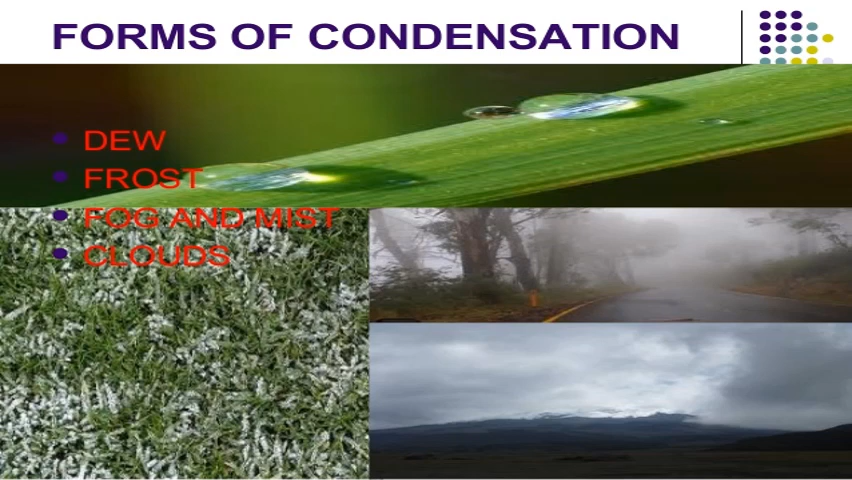 FORMS OF CONDENSATION
DEW
FROST
FOG AND MIST
CLOUDS